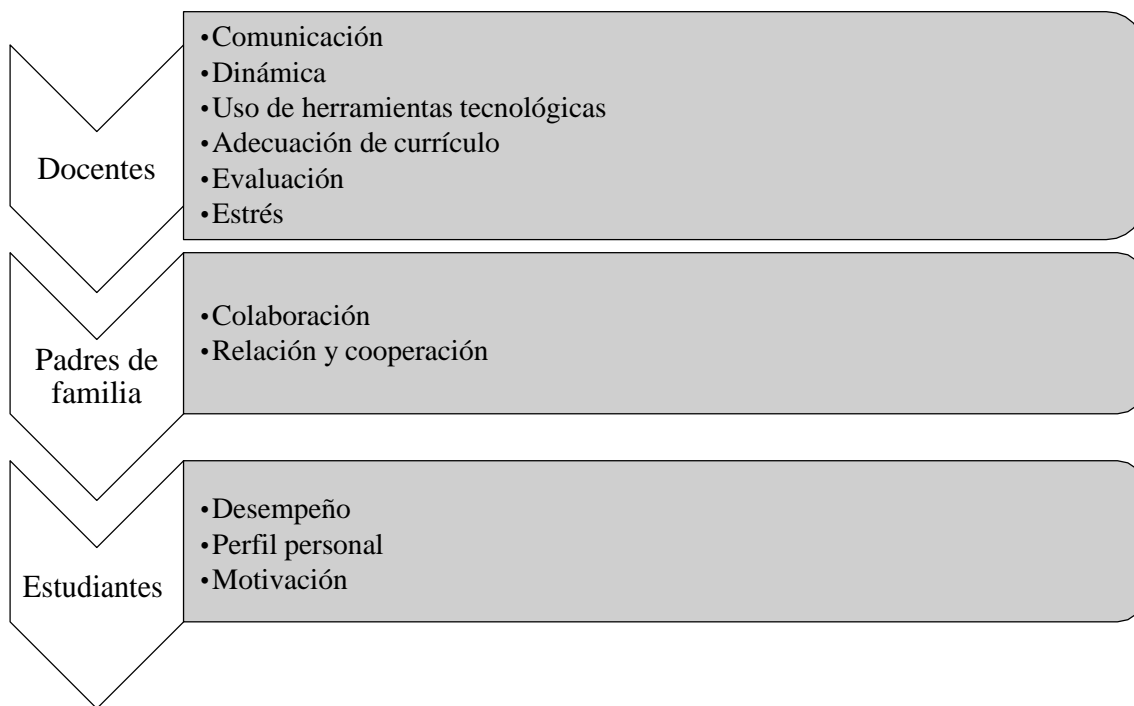 Docentes
•Comunicación
•Dinámica
•Uso de herramientas tecnológicas
•Adecuación de currículo
•Evaluación
•Estrés
Padres de
familia
•Colaboración
•Relación y cooperación
Estudiantes
•Desempeño
•Perfil personal
•Motivación